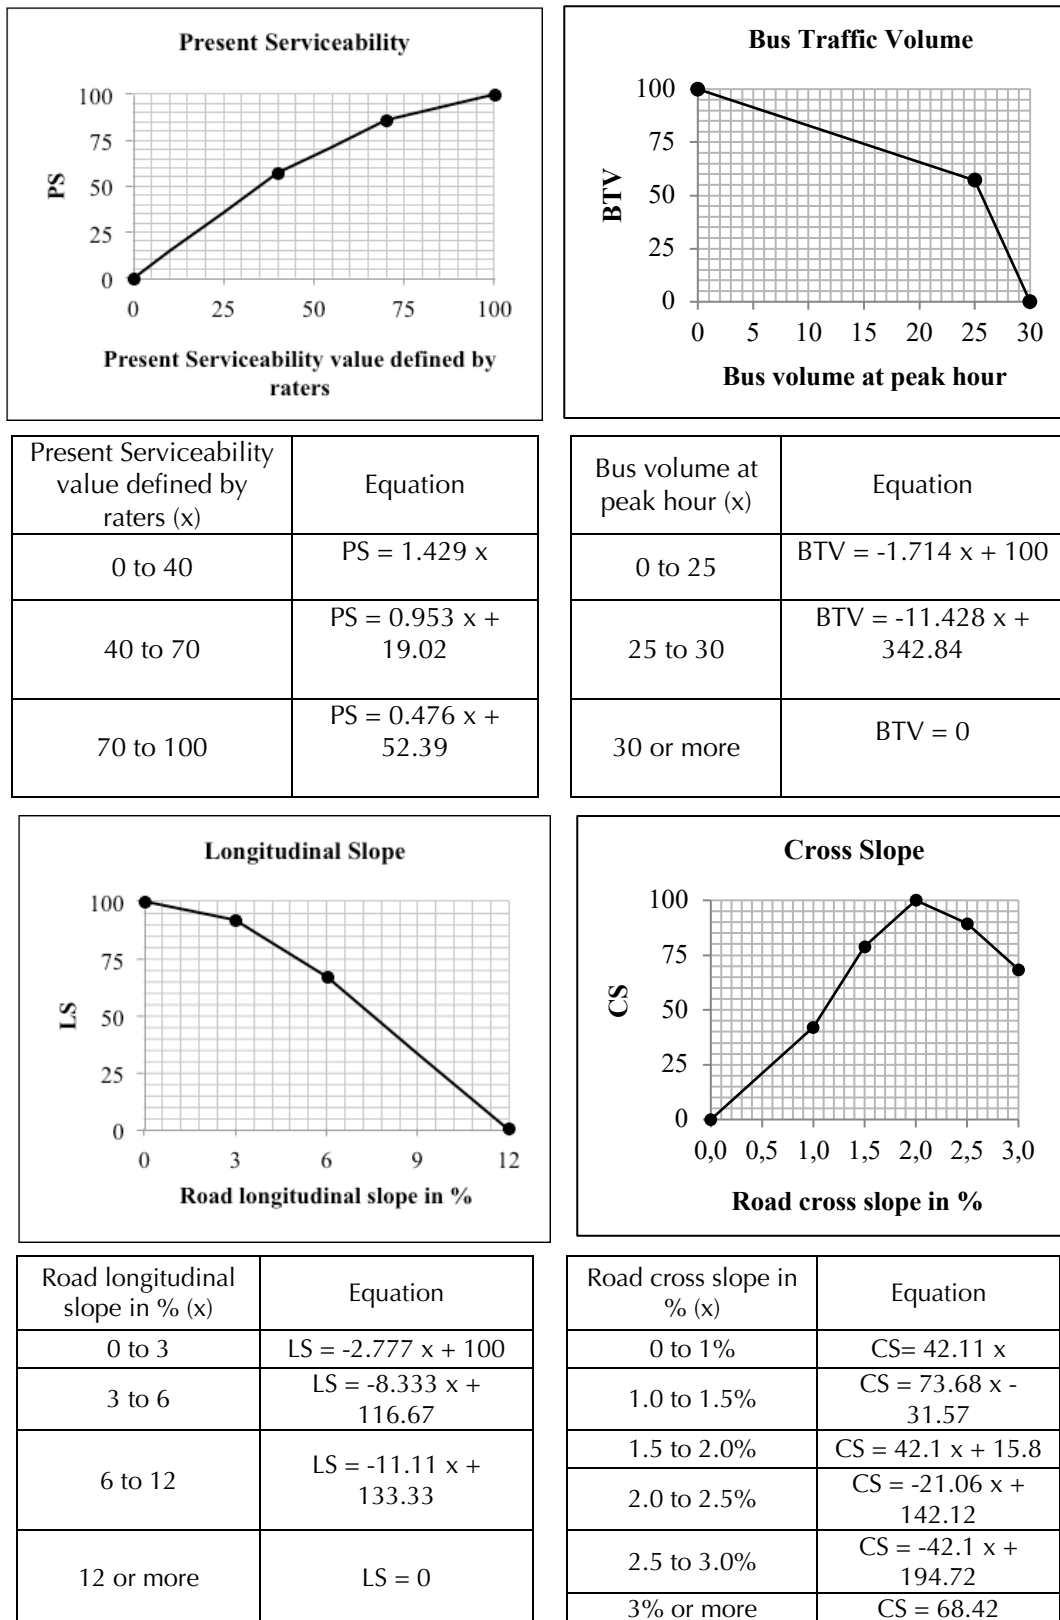 Present Serviceability
100
75
50
25
0
PS
0 25 50 75 100
Present Serviceability value defined by
raters
Bus Traffic Volume
100
75
50
25
0
BTV
0 5 10 15 20 25 30
Bus volume at peak hour
Present Serviceability
value defined by
raters (x)
Equation
0 to 40
PS = 1.429 x
40 to 70
PS = 0.953 x +
19.02
70 to 100
PS = 0.476 x +
52.39
Bus volume at
peak hour (x)
Equation
0 to 25
BTV = -1.714 x + 100
25 to 30
BTV = -11.428 x +
342.84
30 or more
BTV = 0
Longitudinal Slope
100
75
50
25
0
LS
0 3 6 9 12
Road longitudinal slope in %
Cross Slope
100
75
50
25
0
CS
0,0 0,5 1,0 1,5 2,0 2,5 3,0
Road cross slope in %
Road longitudinal
slope in % (x)
Equation
0 to 3
LS = -2.777 x + 100
3 to 6
LS = -8.333 x +
116.67
6 to 12
LS = -11.11 x +
133.33
12 or more
LS = 0
Road cross slope in
% (x)
Equation
0 to 1%
CS= 42.11 x
1.0 to 1.5%
CS = 73.68 x -
31.57
1.5 to 2.0%
CS = 42.1 x + 15.8
2.0 to 2.5%
CS = -21.06 x +
142.12
2.5 to 3.0%
CS = -42.1 x +
194.72
3% or more
CS = 68.42